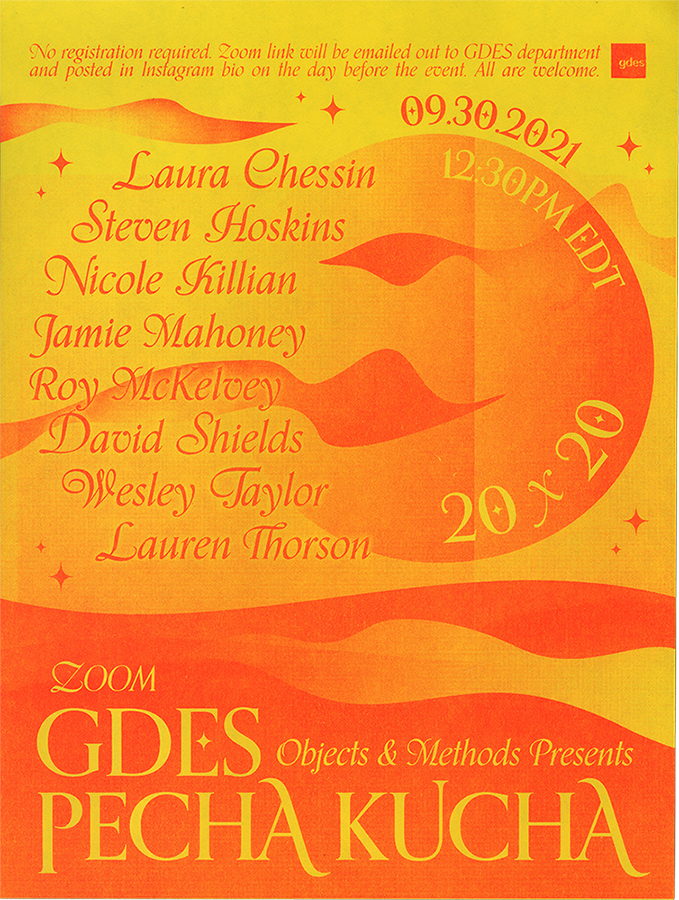 No registration required. Zoom link will be emailed out to GDES department
and posted in Instagram bio on the day before the event. All are welcome.
gdes
09.30.2021
12:30PM EDT
Laura Chessin
Steven Hoskins
Nicole Killian
Jamie Mahoney
Roy McKelvey
David Shields
Wesley Taylor
Lauren Thorson
20 x 20
ZOOM
GDES
Objects & Methods Presents
PECHA KUCHA